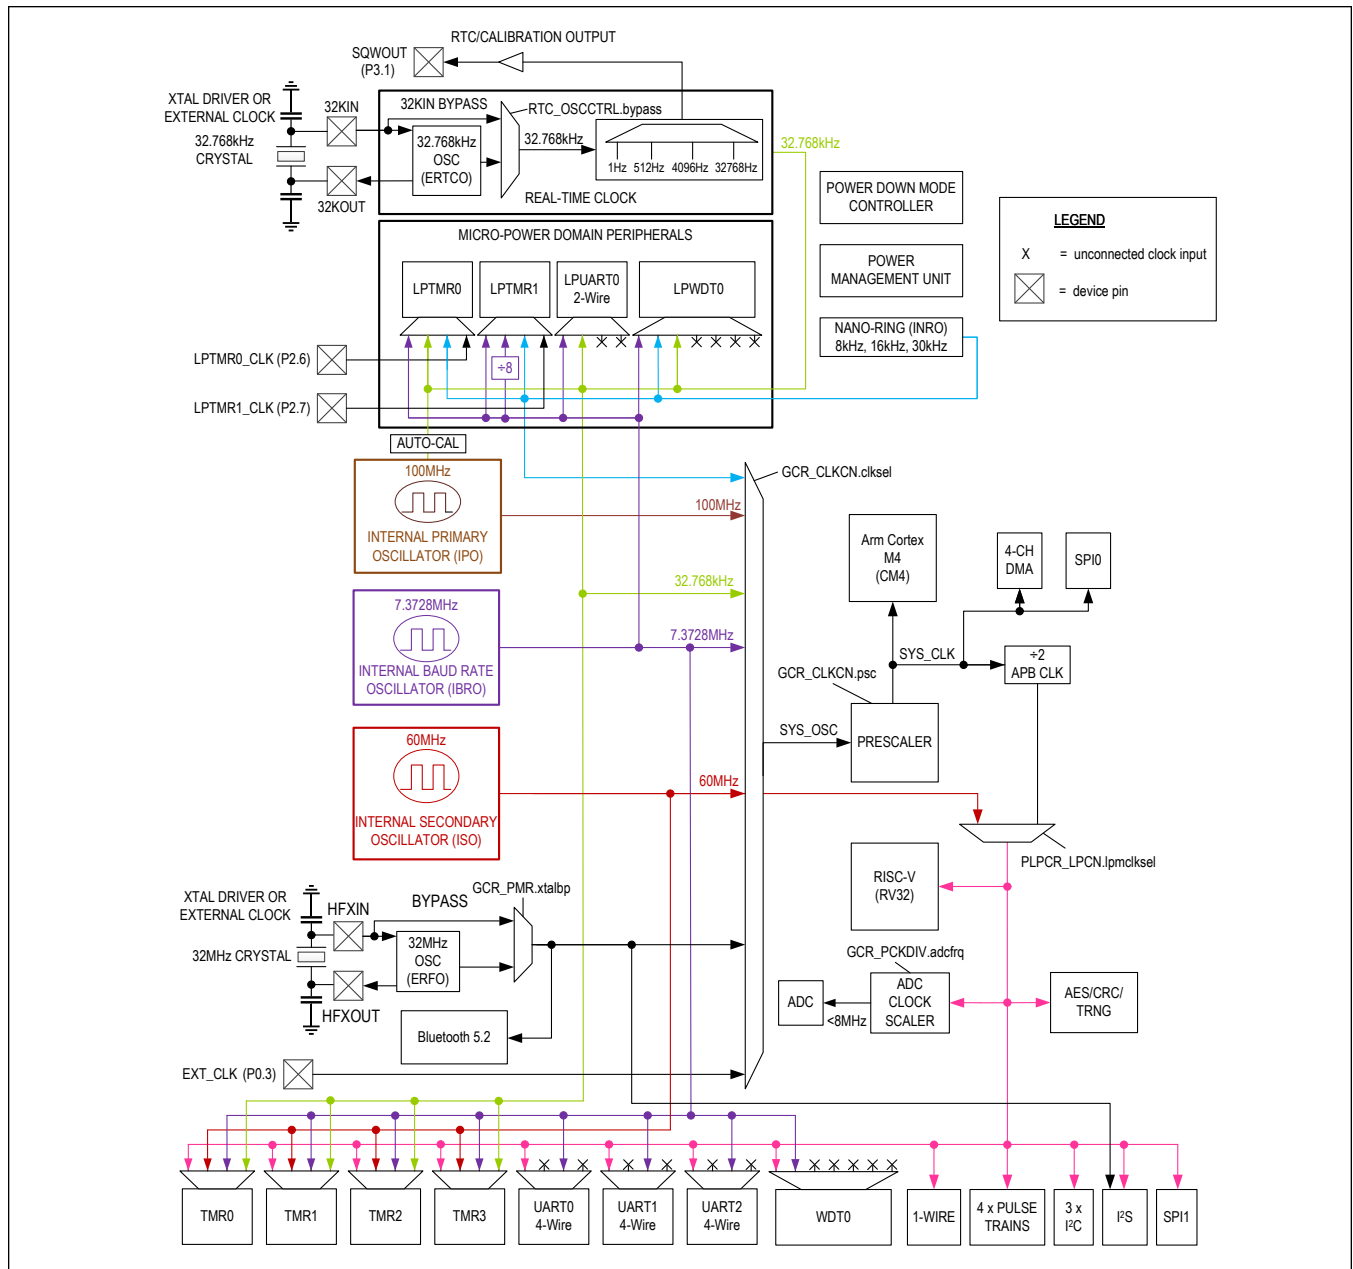 RTC/CALIBRATION OUTPUT
SQWOUT
(P3.1)
XTAL DRIVER OR
EXTERNAL CLOCK
32KIN
32.768kHz
CRYSTAL
32KOUT
32KIN BYPASS
RTC_OSCCTRL.bypass
32.768kHz
OSC
(ERTCO)
32.768kHz
1Hz 512Hz 4096Hz 32768Hz
REAL-TIME CLOCK
32.768kHz
POWER DOWN MODE
CONTROLLER
POWER
MANAGEMENT UNIT
NANO-RING (INRO)
8kHz, 16kHz, 30kHz
LEGEND
X = unconnected clock input
= device pin
MICRO-POWER DOMAIN PERIPHERALS
LPTMR0
LPTMR1
LPUART0
2-Wire
LPWDT0
÷8
LPTMR0_CLK (P2.6)
LPTMR1_CLK (P2.7)
AUTO-CAL
100MHz
INTERNAL PRIMARY
OSCILLATOR (IPO)
7.3728MHz
INTERNAL BAUD RATE
OSCILLATOR (IBRO)
60MHz
INTERNAL SECONDARY
OSCILLATOR (ISO)
GCR_CLKCN.clksel
100MHz
32.768kHz
7.3728MHz
60MHz
Arm Cortex
M4
(CM4)
4-CH
DMA
SPI0
SYS_CLK
÷2
APB CLK
GCR_CLKCN.psc
SYS_OSC
PRESCALER
PLPCR_LPCN.lpmclksel
RISC-V
(RV32)
GCR_PCKDIV.adcfrq
ADC
CLOCK
SCALER
ADC
<8MHz
AES/CRC/
TRNG
XTAL DRIVER OR
EXTERNAL CLOCK
HFXIN
BYPASS
GCR_PMR.xtalbp
32MHz CRYSTAL
32MHz
OSC
(ERFO)
HFXOUT
Bluetooth 5.2
EXT_CLK (P0.3)
TMR0
TMR1
TMR2
TMR3
UART0
4-Wire
UART1
4-Wire
UART2
4-Wire
WDT0
1-WIRE
4 x PULSE
TRAINS
3 x
I²C
I²S
SPI1